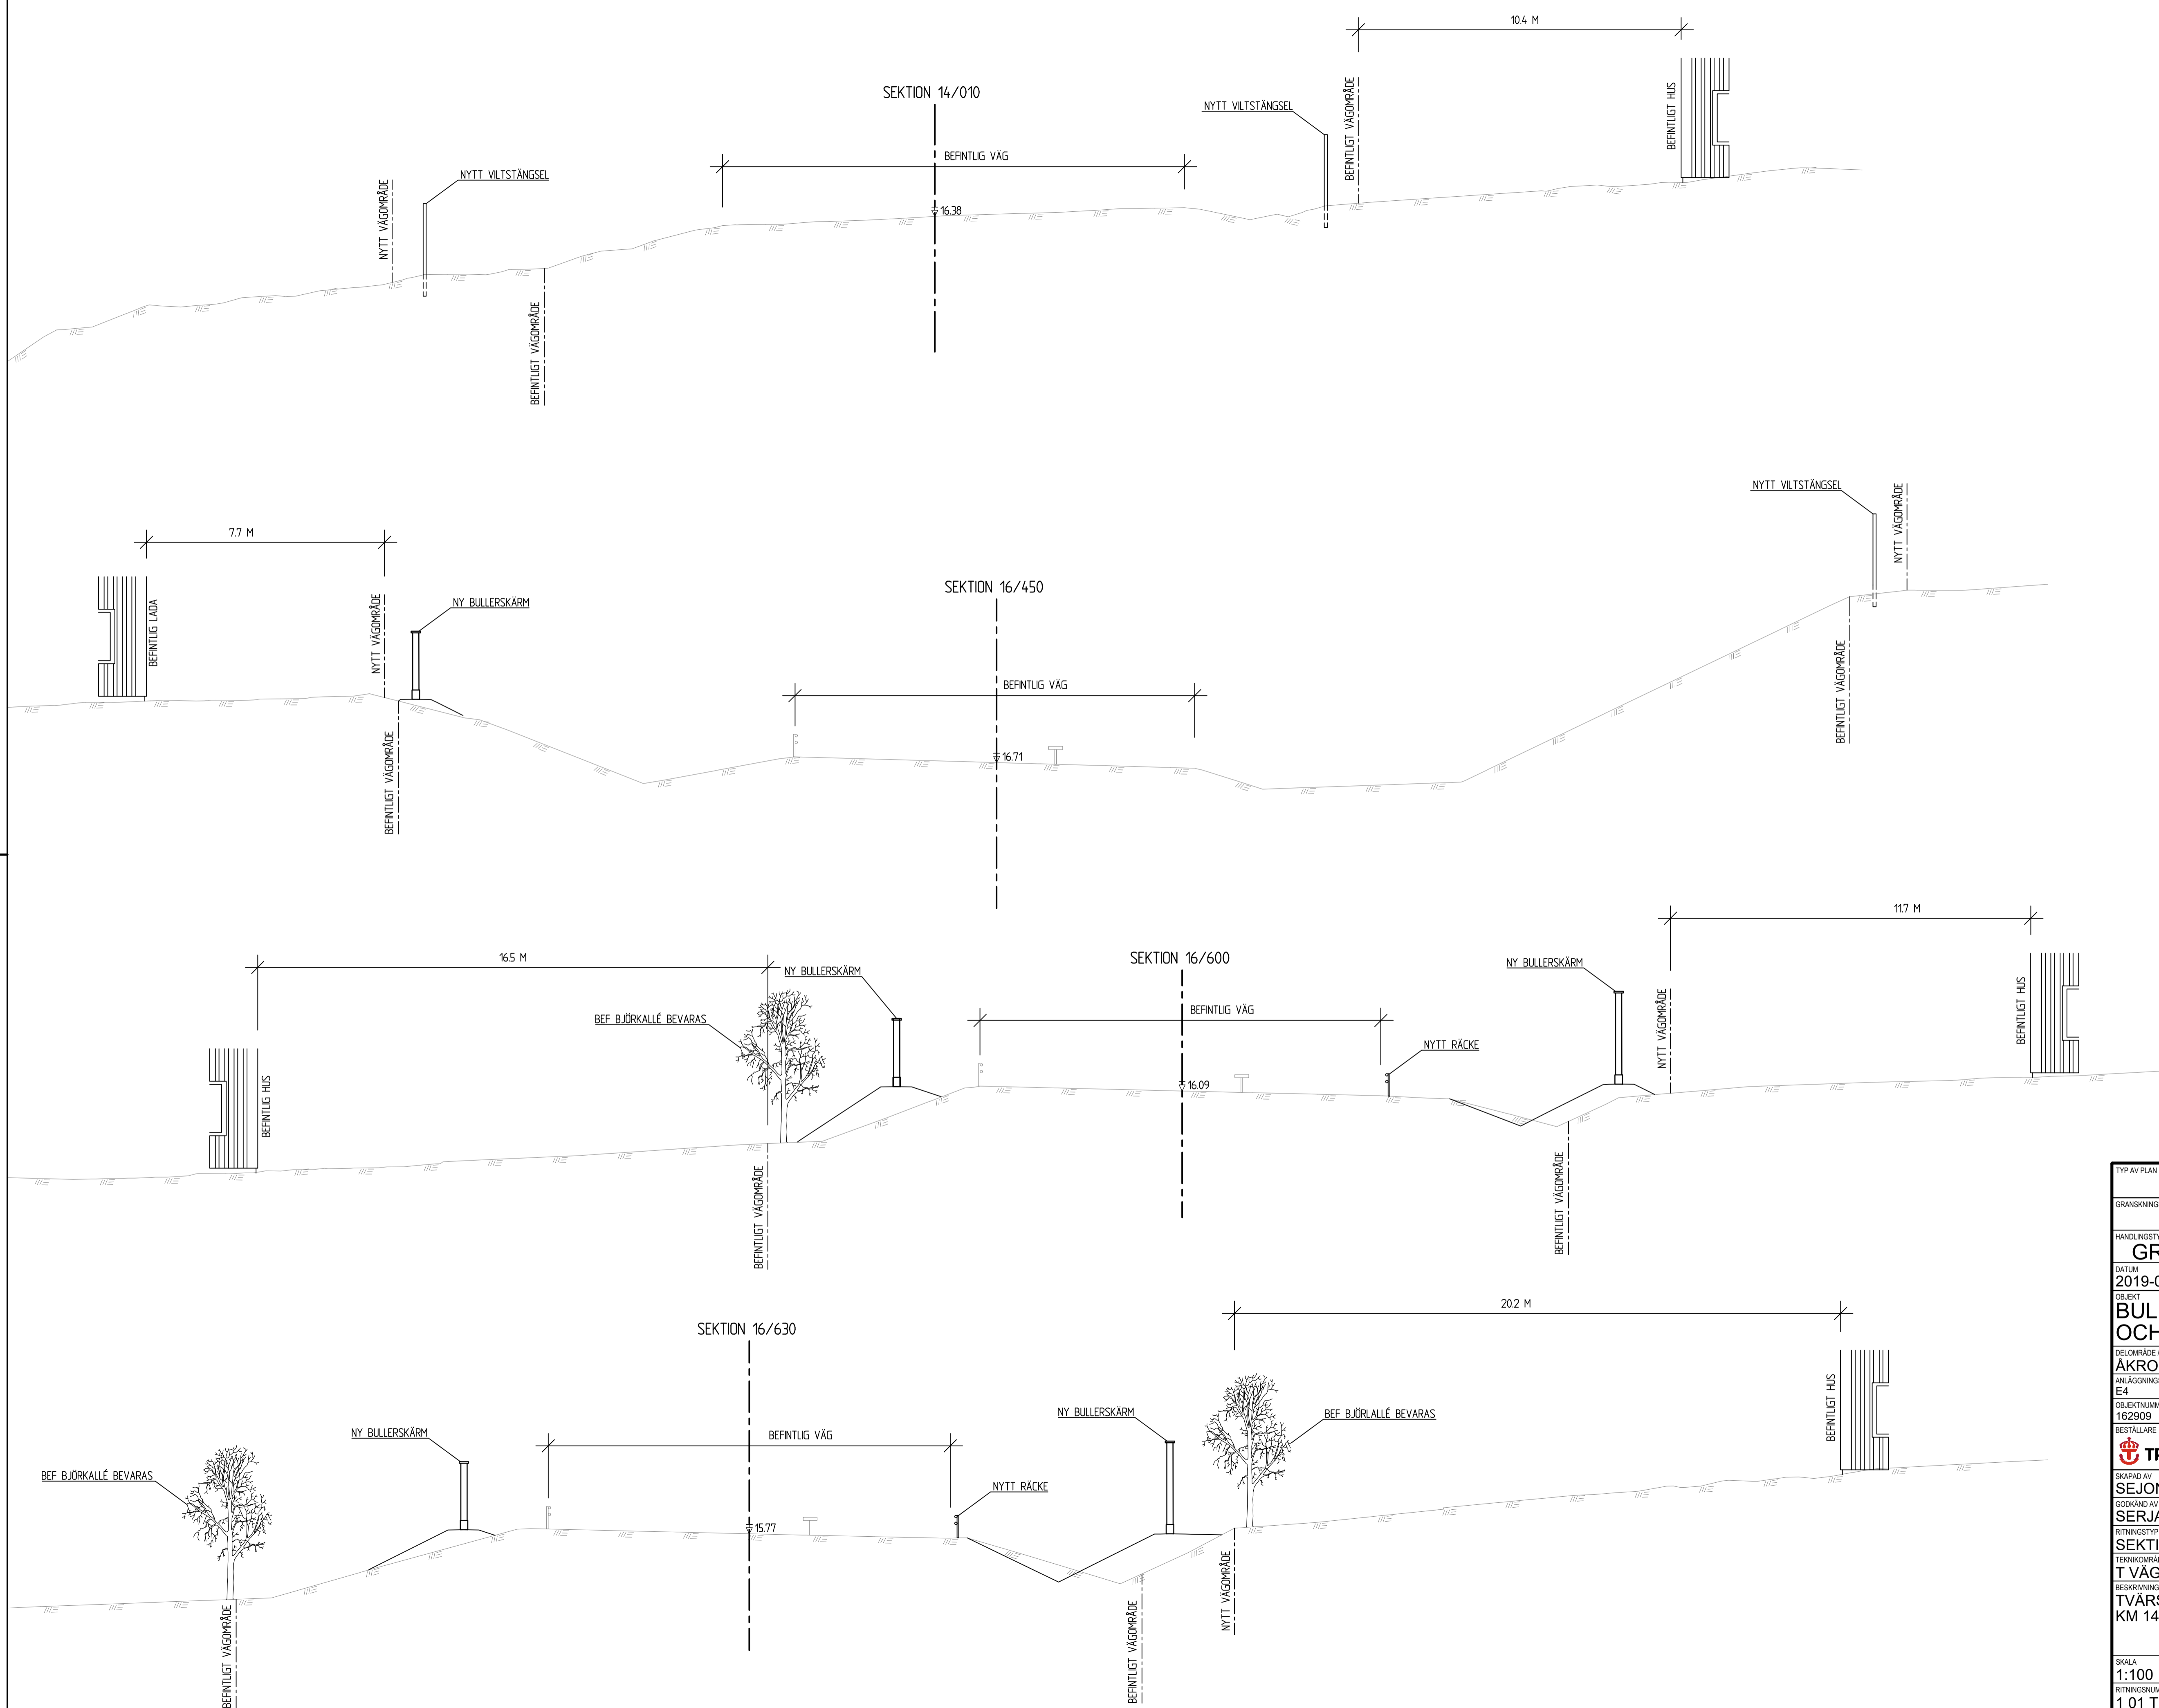 10.4 M
SEKTION 14/010
NYTT VILTSTÄNGSEL
BEFINTLIGT VÄGOMRÅDE
BEFINTLIGT HUS
BEFINTLIG VÄG
NYTT VÄGOMRÅDE
NYTT VILTSTÄNGSEL
16.38
BEFINTLIGT VÄGOMRÅDE
NYTT VILTSTÄNGSEL
NYTT VÄGOMRÅDE
7.7 M
SEKTION 16/450
BEFINTLIG LADA
NYTT VÄGOMRÅDE
NY BULLERSKÄRM
BEFINTLIG VÄG
BEFINTLIGT VÄGOMRÅDE
16.71
BEFINTLIGT VÄGOMRÅDE
11.7 M
16.5 M
SEKTION 16/600
NY BULLERSKÄRM
NY BULLERSKÄRM
BEF BJÖRKALLÉ BEVARAS
BEFINTLIG VÄG
NYTT VÄGOMRÅDE
BEFINTLIGT HUS
NYTT RÄCKE
BEFINTLIGT HUS
16.09
BEFINTLIGT VÄGOMRÅDE
BEFINTLIGT VÄGOMRÅDE
20.2 M
SEKTION 16/630
NY BULLERSKÄRM
BEF BJÖRLALLÉ BEVARAS
BEFINTLIGT HUS
NY BULLERSKÄRM
BEFINTLIG VÄG
BEF BJÖRKALLÉ BEVARAS
NYTT RÄCKE
15.77
BEFINTLIGT VÄGOMRÅDE
BEFINTLIGT VÄGOMRÅDE
NYTT VÄGOMRÅDE
TYP AV PLAN
GRANSKNING
HANDLINGSTY
GR
DATUM
2019-0
OBJEKT
BUL
OCH
DELOMRÅDE /
ÅKRO
ANLÄGGNINGS
E4
OBJEKTNUMM
162909
BESTÄLLARE
TR
SKAPAD AV
SEJON
GODKÄND AV
SERJA
RITNINGSTYP
SEKTI
TEKNIKOMRÅ
T VÄG
BESKRIVNING
TVÄRS
KM 14
SKALA
1:100
RITNINGSNUM
1 01 T